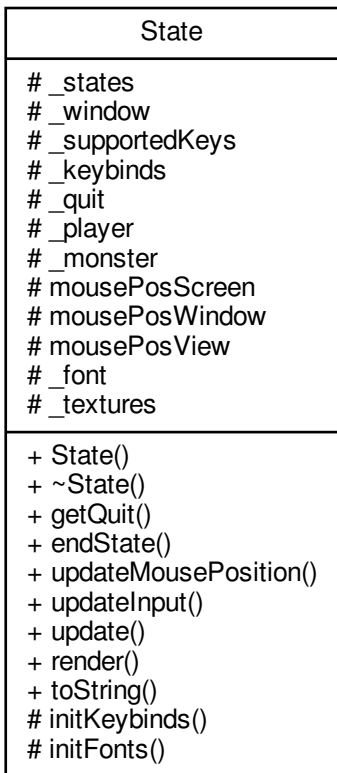 State
# _states
# _window
# _supportedKeys
# _keybinds
# _quit
# _player
# _monster
# mousePosScreen
# mousePosWindow
# mousePosView
# _font
# _textures
+ State()
+ ~State()
+ getQuit()
+ endState()
+ updateMousePosition()
+ updateInput()
+ update()
+ render()
+ toString()
# initKeybinds()
# initFonts()